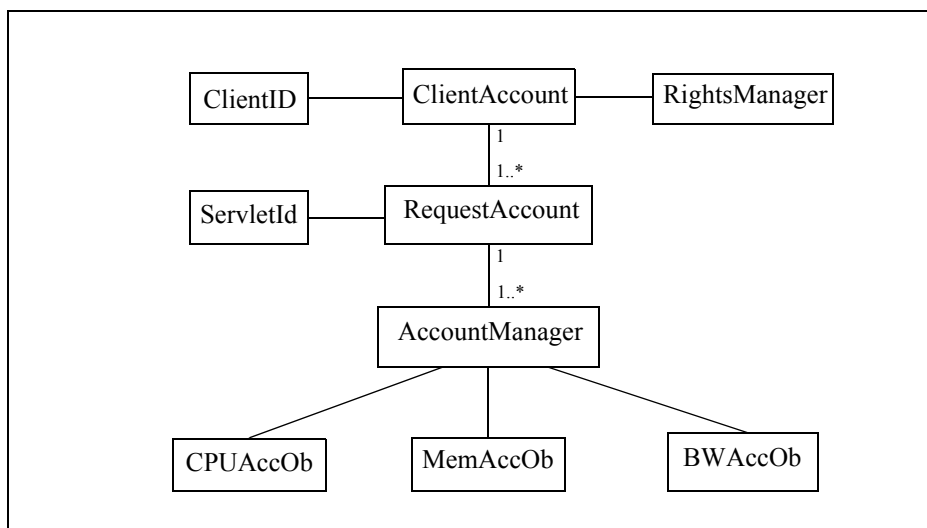 ClientID
ClientAccount
RightsManager
1
1..*
ServletId
RequestAccount
1
1..*
AccountManager
CPUAccOb
MemAccOb
BWAccOb